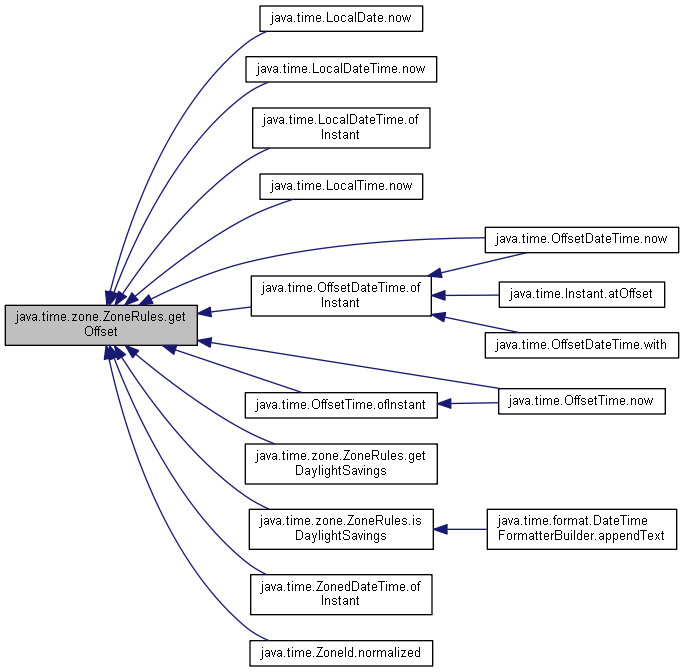 java.time.LocalDate.now
java.time.LocalDateTime.now
java.time.LocalDateTime.of
Instant
java.time.LocalTime.now
java.time.OffsetDateTime.now
java.time.OffsetDateTime.of
Instant
java.time.Instant.atOffset
java.time.zone.ZoneRules.get
Offset
java.time.OffsetDateTime.with
java.time.OffsetTime.ofInstant
java.time.OffsetTime.now
java.time.zone.ZoneRules.get
DaylightSavings
java.time.zone.ZoneRules.is
DaylightSavings
java.time.format.DateTime
FormatterBuilder.appendText
java.time.ZonedDateTime.of
Instant
java.time.ZoneId.normalized